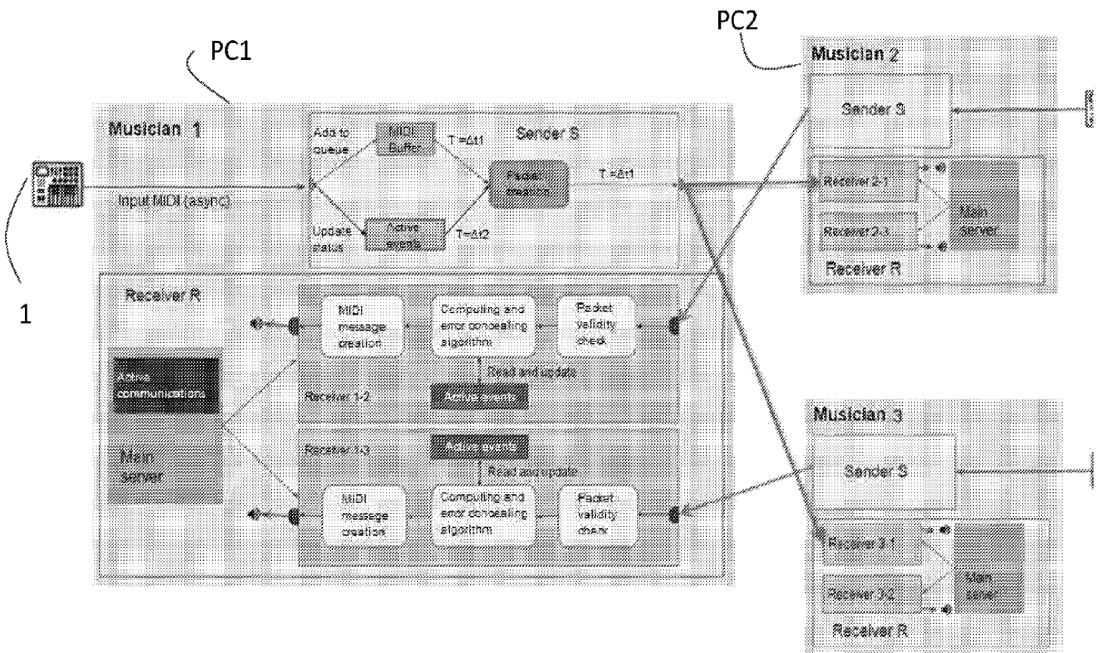 PC1
PC2
Musician 1
Add to
queue
MIDI
Buffer
T=Δt1
Sender S
Packet
creation
T=Δt1
Input MIDI (async)
Update
status
Active
events
T=Δt2
1
Receiver R
Active
communications
Main
server
MIDI
message
creation
Computing and
error concealing
algorithm
Packet
validity
check
Read and update
Receiver 1-2
Active events
Receiver 1-3
Active events
Read and update
MIDI
message
creation
Computing and
error concealing
algorithm
Packet
validity
check
Musician 2
Sender S
Receiver 2-1
Receiver 2-3
Main
server
Receiver R
Musician 3
Sender S
Receiver 3-1
Receiver 3-2
Main
server
Receiver R